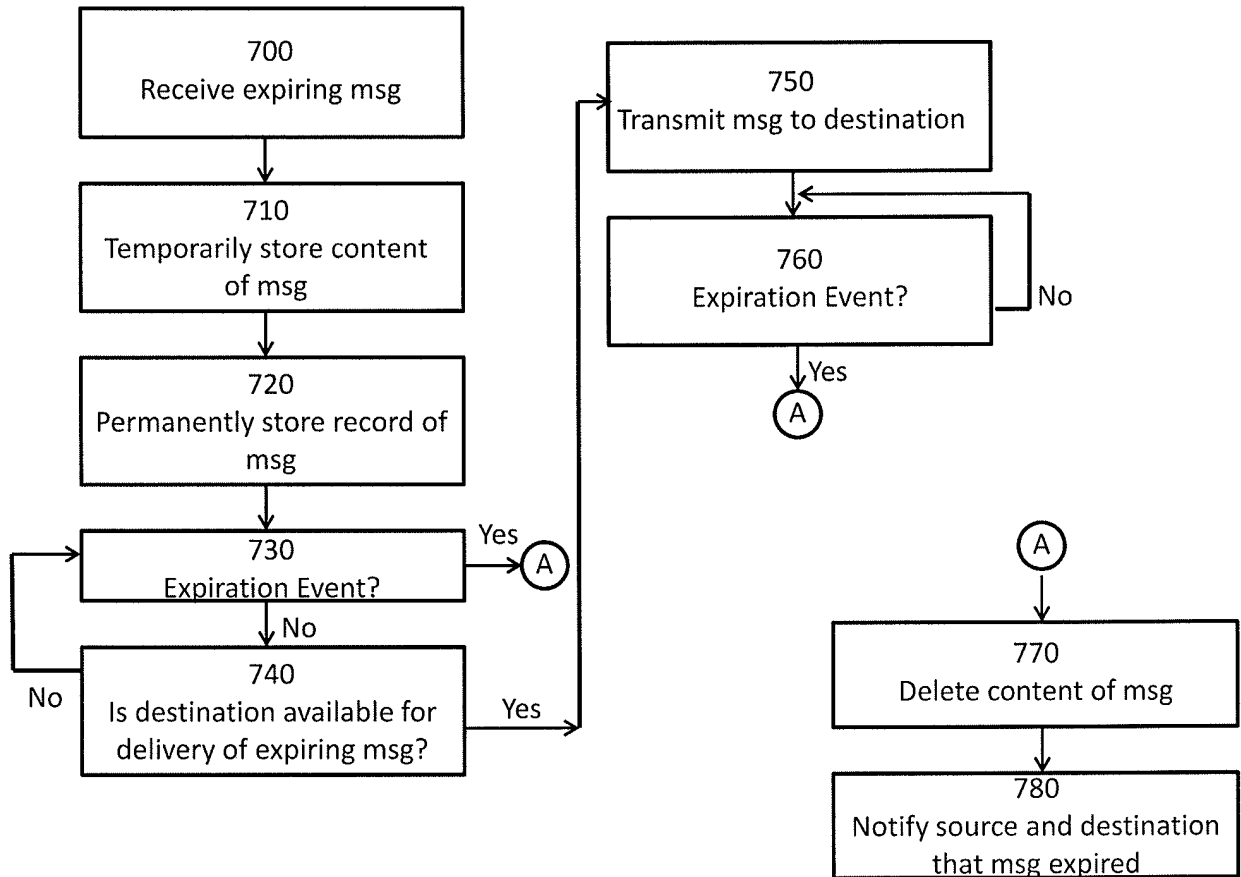 700
Receive expiring msg
710
Temporarily store content
of msg
720
Permanently store record of
msg
730
Expiration Event?
Yes
A
No
740
Is destination available for
delivery of expiring msg?
No
Yes
750
Transmit msg to destination
760
Expiration Event?
No
Yes
A
A
770
Delete content of msg
780
Notify source and destination
that msg expired